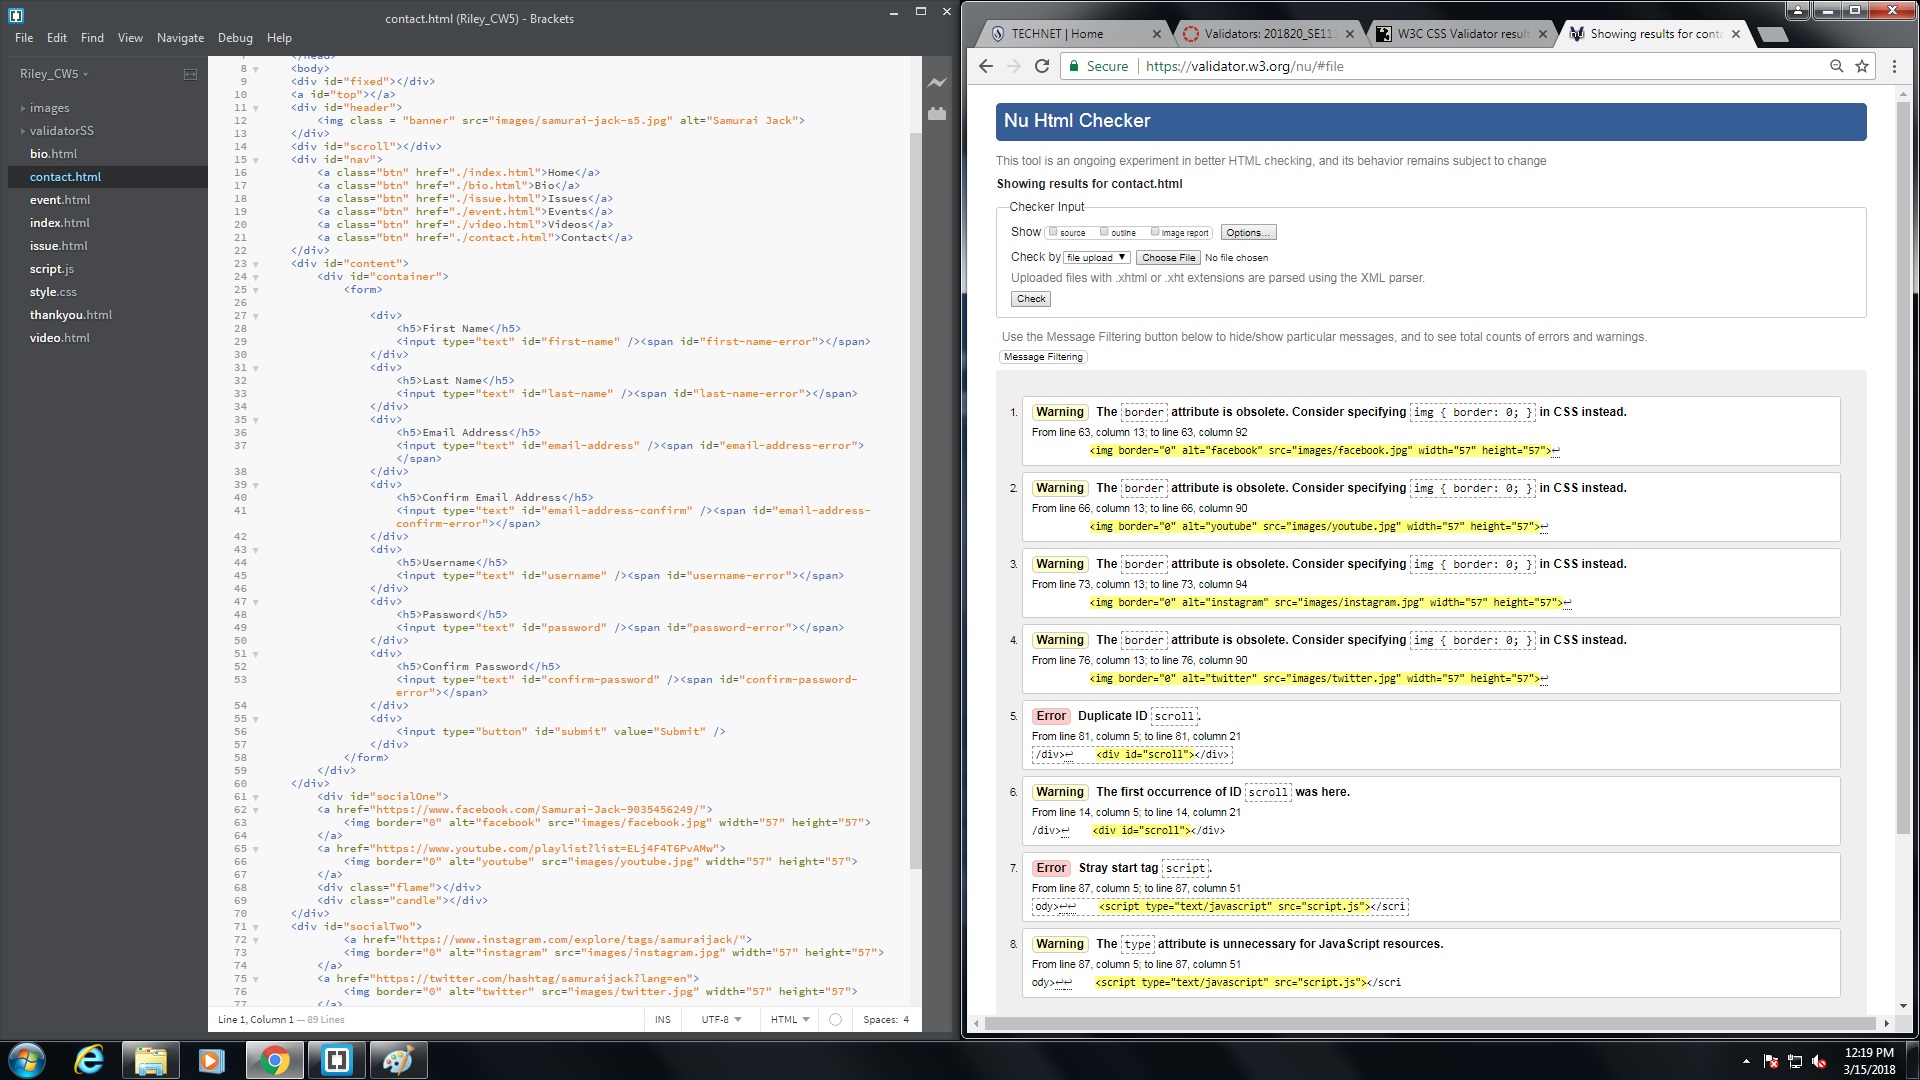 contact.html (Riley_CW5) - Brackets
File Edit Find View Navigate Debug Help
Riley_CW5
images
validatorSS
bio.html
contact.html
event.html
index.html
issue.html
script.js
style.css
thankyou.html
video.html
8 <body>
9 <div id="fixed"></div>
10 <a id="top"></a>
11 <div id="header">
12 <img class = "banner" src="images/samurai-jack-s5.jpg" alt="Samurai Jack">
13 </div>
14 <div id="scroll"></div>
15 <div id="nav">
16 <a class="btn" href="./index.html">Home</a>
17 <a class="btn" href="./bio.html">Bio</a>
18 <a class="btn" href="./issue.html">Issues</a>
19 <a class="btn" href="./event.html">Events</a>
20 <a class="btn" href="./video.html">Videos</a>
21 <a class="btn" href="./contact.html">Contact</a>
22 </div>
23 <div id="content">
24 <div id="container">
25 <form>
26
27 <div>
28 <h5>First Name</h5>
29 <input type="text" id="first-name" /><span id="first-name-error"></span>
30 </div>
31 <div>
32 <h5>Last Name</h5>
33 <input type="text" id="last-name" /><span id="last-name-error"></span>
34 </div>
35 <div>
36 <h5>Email Address</h5>
37 <input type="text" id="email-address" /><span id="email-address-error">
</span>
38 </div>
39 <div>
40 <h5>Confirm Email Address</h5>
41 <input type="text" id="email-address-confirm" /><span id="email-address-
confirm-error"></span>
42 </div>
43 <div>
44 <h5>Username</h5>
45 <input type="text" id="username" /><span id="username-error"></span>
46 </div>
47 <div>
48 <h5>Password</h5>
49 <input type="text" id="password" /><span id="password-error"></span>
50 </div>
51 <div>
52 <h5>Confirm Password</h5>
53 <input type="text" id="confirm-password" /><span id="confirm-password-
error"></span>
54 </div>
55 <div>
56 <input type="button" id="submit" value="Submit" />
57 </div>
58 </form>
59 </div>
60 </div>
61 <div id="socialOne">
62 <a href="https://www.facebook.com/Samurai-Jack-9035456249/">
63 <img border="0" alt="facebook" src="images/facebook.jpg" width="57" height="57">
64 </a>
65 <a href="https://www.youtube.com/playlist?list=ELj4F4T6PvAMw">
66 <img border="0" alt="youtube" src="images/youtube.jpg" width="57" height="57">
67 </a>
68 <div class="flame"></div>
69 <div class="candle"></div>
70 </div>
71 <div id="socialTwo">
72 <a href="https://www.instagram.com/explore/tags/samuraijack/">
73 <img border="0" alt="instagram" src="images/instagram.jpg" width="57" height="57">
74 </a>
75 <a href="https://twitter.com/hashtag/samuraijack?lang=en">
76 <img border="0" alt="twitter" src="images/twitter.jpg" width="57" height="57">
77 </a>
Line 1, Column 1 — 89 Lines INS UTF-8 HTML Spaces: 4
TECHNET | Home Validators: 201820_SE11 W3C CSS Validator result Showing results for conta
Secure https://validator.w3.org/nu/#file
Nu Html Checker
This tool is an ongoing experiment in better HTML checking, and its behavior remains subject to change
Showing results for contact.html
Checker Input
Show source outline image report Options...
Check by file upload Choose File No file chosen
Uploaded files with .xhtml or .xht extensions are parsed using the XML parser.
Check
Use the Message Filtering button below to hide/show particular messages, and to see total counts of errors and warnings.
Message Filtering
1. Warning The border attribute is obsolete. Consider specifying img { border: 0; } in CSS instead.
From line 63, column 13; to line 63, column 92
<img border="0" alt="facebook" src="images/facebook.jpg" width="57" height="57">↩
2. Warning The border attribute is obsolete. Consider specifying img { border: 0; } in CSS instead.
From line 66, column 13; to line 66, column 90
<img border="0" alt="youtube" src="images/youtube.jpg" width="57" height="57">↩
3. Warning The border attribute is obsolete. Consider specifying img { border: 0; } in CSS instead.
From line 73, column 13; to line 73, column 94
<img border="0" alt="instagram" src="images/instagram.jpg" width="57" height="57">↩
4. Warning The border attribute is obsolete. Consider specifying img { border: 0; } in CSS instead.
From line 76, column 13; to line 76, column 90
<img border="0" alt="twitter" src="images/twitter.jpg" width="57" height="57">↩
5. Error Duplicate ID scroll.
From line 81, column 5; to line 81, column 21
/div>↩ <div id="scroll"></div>
6. Warning The first occurrence of ID scroll was here.
From line 14, column 5; to line 14, column 21
/div>↩ <div id="scroll"></div>
7. Error Stray start tag script.
From line 87, column 5; to line 87, column 51
ody>↩↩ <script type="text/javascript" src="script.js"></scri
8. Warning The type attribute is unnecessary for JavaScript resources.
From line 87, column 5; to line 87, column 51
ody>↩↩ <script type="text/javascript" src="script.js"></scri
12:19 PM
3/15/2018